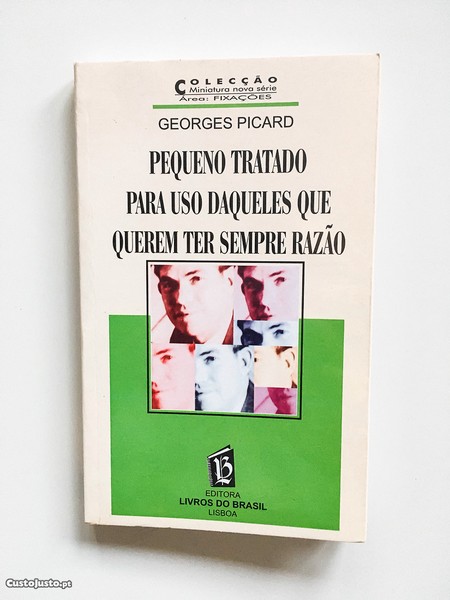 COLECÇÃO
Miniatura nova série
Área: FIXAÇÕES
GEORGES PICARD
PEQUENO TRATADO
PARA USO DAQUELES QUE
QUEREM TER SEMPRE RAZÃO
LB
EDITORA
LIVROS DO BRASIL
LISBOA
CustoJusto.pt